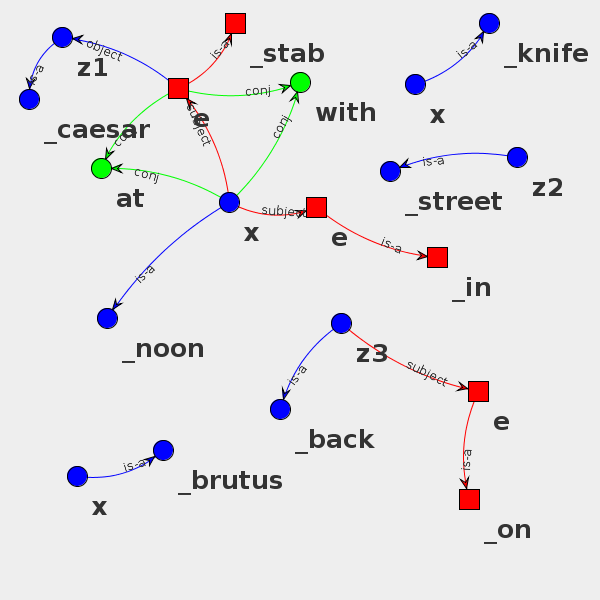 _stab
is-a
_knife
is-a
x
z1
object
is-a
_caesar
e
conj
with
conj
subject
conj
at
conj
_street
is-a
z2
x
subject
e
is-a
_in
is-a
_noon
z3
subject
is-a
e
_back
is-a
_on
_brutus
is-a
x